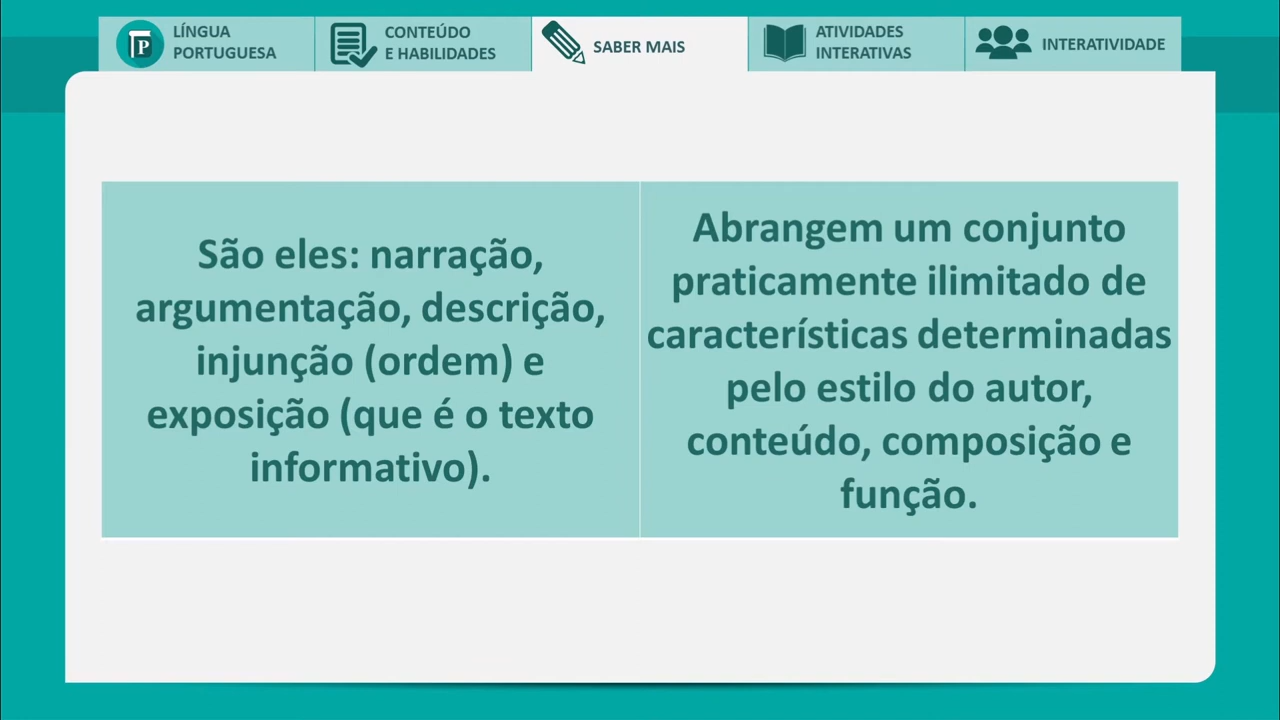 LÍNGUA
PORTUGUESA
CONTEÚDO
E HABILIDADES
SABER MAIS
ATIVIDADES
INTERATIVAS
INTERATIVIDADE
São eles: narração,
argumentação, descrição,
injunção (ordem) e
exposição (que é o texto
informativo).
Abrangem um conjunto
praticamente ilimitado de
características determinadas
pelo estilo do autor,
conteúdo, composição e
função.